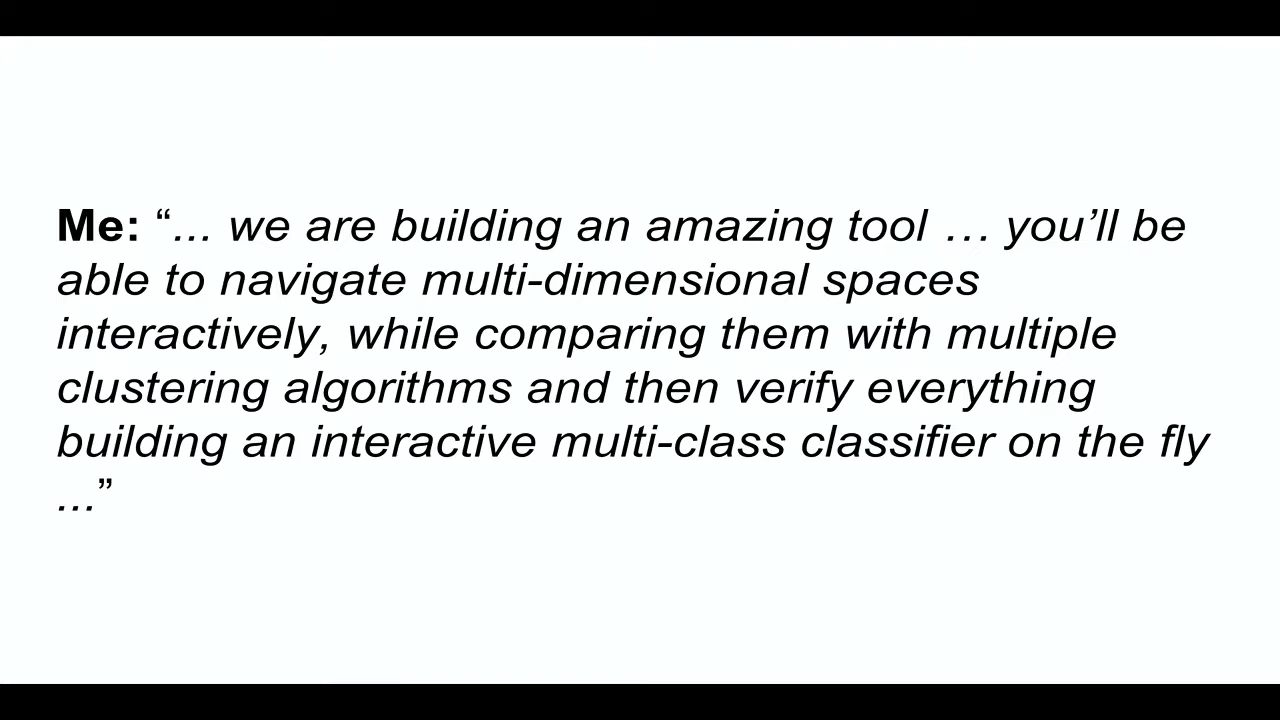 Me: “... we are building an amazing tool … you’ll be
able to navigate multi-dimensional spaces
interactively, while comparing them with multiple
clustering algorithms and then verify everything
building an interactive multi-class classifier on the fly
...”